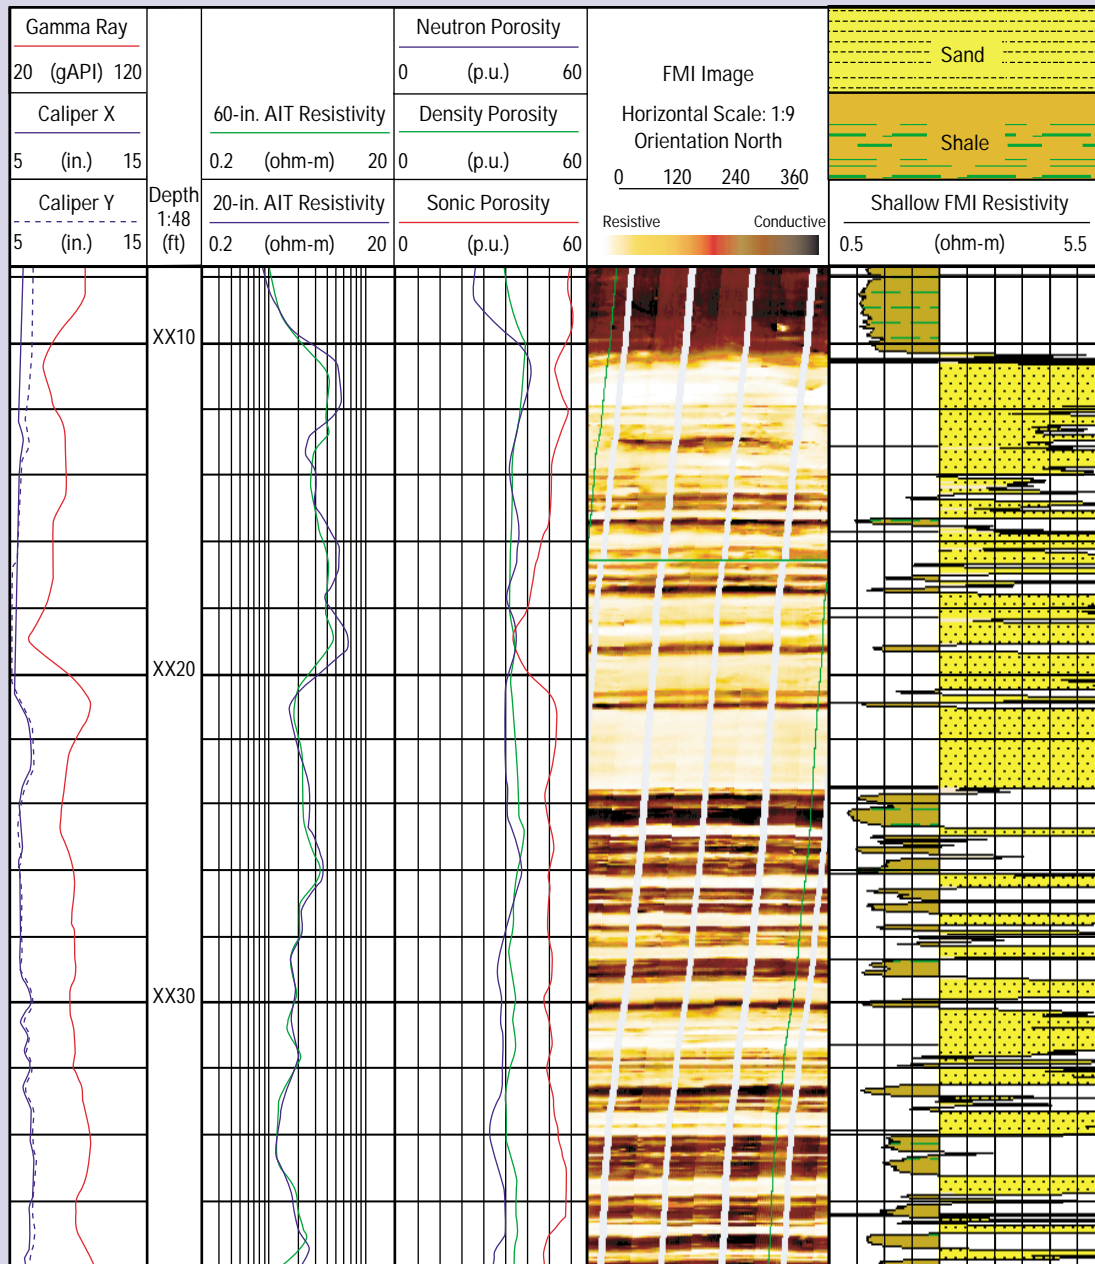 Gamma Ray
20 (gAPI) 120
Caliper X
5 (in.) 15
Caliper Y
5 (in.) 15
Depth
1:48
(ft)
60-in. AIT Resistivity
0.2 (ohm-m) 20
20-in. AIT Resistivity
0.2 (ohm-m) 20
Neutron Porosity
0 (p.u.) 60
Density Porosity
0 (p.u.) 60
Sonic Porosity
0 (p.u.) 60
FMI Image
Horizontal Scale: 1:9
Orientation North
0 120 240 360
Resistive Conductive
Sand
Shale
Shallow FMI Resistivity
0.5 (ohm-m) 5.5
XX10
XX20
XX30